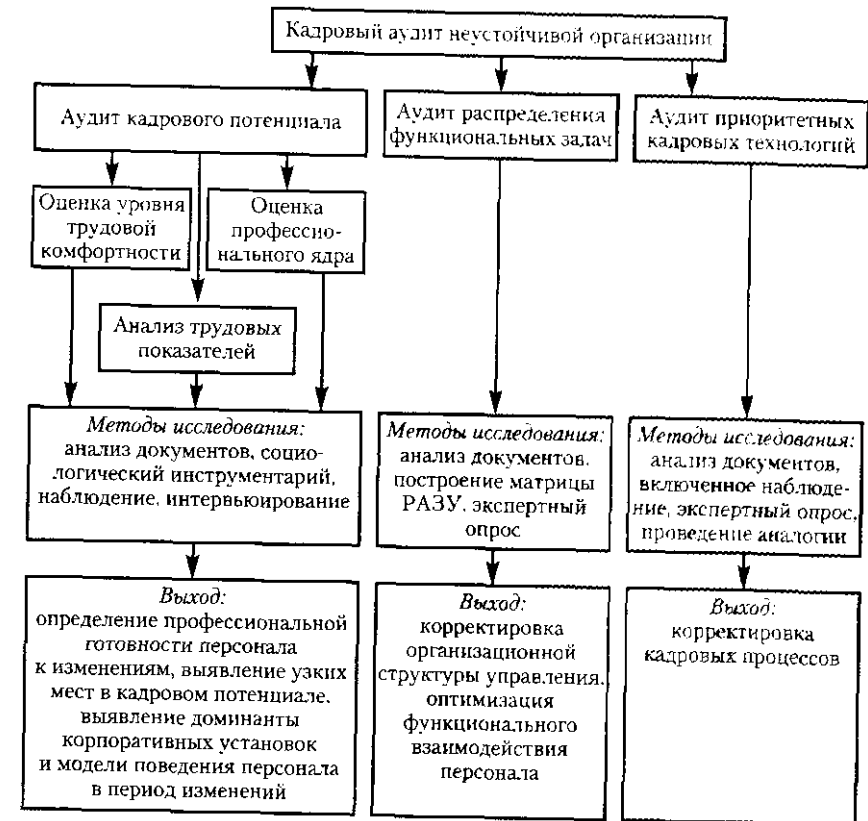 Кадровый аудит неустойчивой организации
Аудит кадрового потенциала
Аудит распределения
функциональных задач
Аудит приоритетных
кадровых технологий
Оценка уровня
трудовой
комфортности
Оценка
профессио-
нального ядра
Анализ трудовых
показателей
Методы исследования:
анализ документов, социо-
логический инструментарий,
наблюдение, интервьюирование
Методы исследования:
анализ документов,
построение матрицы
РАЗУ, экспертный
опрос
Методы исследования:
анализ документов,
включенное наблюде-
ние, экспертный опрос,
проведение аналогии
Выход:
определение профессиональной
готовности персонала
к изменениям, выявление узких
мест в кадровом потенциале,
выявление доминанты
корпоративных установок
и модели поведения персонала
в период изменений
Выход:
корректировка
организационной
структуры управления,
оптимизация
функционального
взаимодействия
персонала
Выход:
корректировка
кадровых процессов